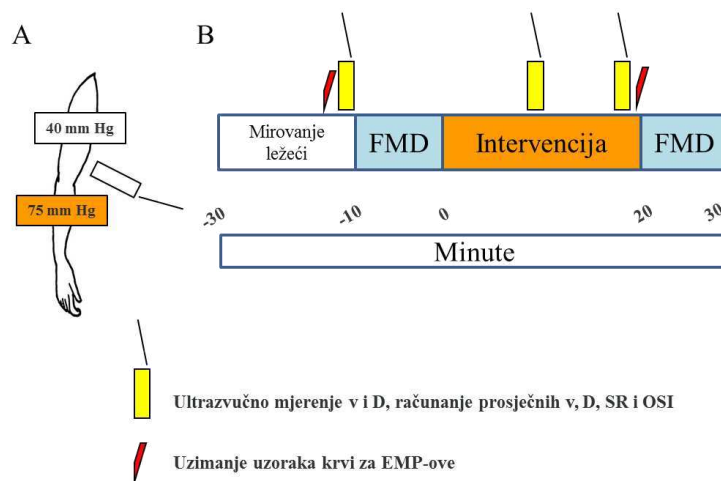 A
B
40 mm Hg
75 mm Hg
Mirovanje
ležeći
FMD
Intervencija
FMD
-30
-10
0
20
30
Minute
Ultrazvučno mjerenje v i D, računanje prosječnih v, D, SR i OSI
Uzimanje uzoraka krvi za EMP-ove